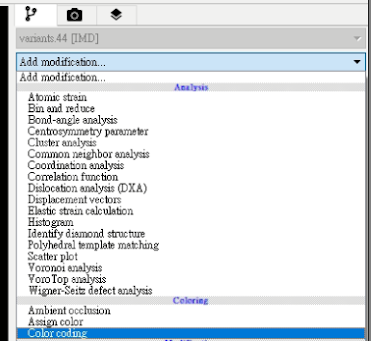 variants.44 [IMD]
Add modification...
Add modification...
Analysis
Atomic strain
Bin and reduce
Bond-angle analysis
Centrosymmetry parameter
Cluster analysis
Common neighbor analysis
Coordination analysis
Correlation function
Dislocation analysis (DXA)
Displacement vectors
Elastic strain calculation
Histogram
Identify diamond structure
Polyhedral template matching
Scatter plot
Voronoi analysis
VoroTop analysis
Wigner-Seitz defect analysis
Coloring
Ambient occlusion
Assign color
Color coding